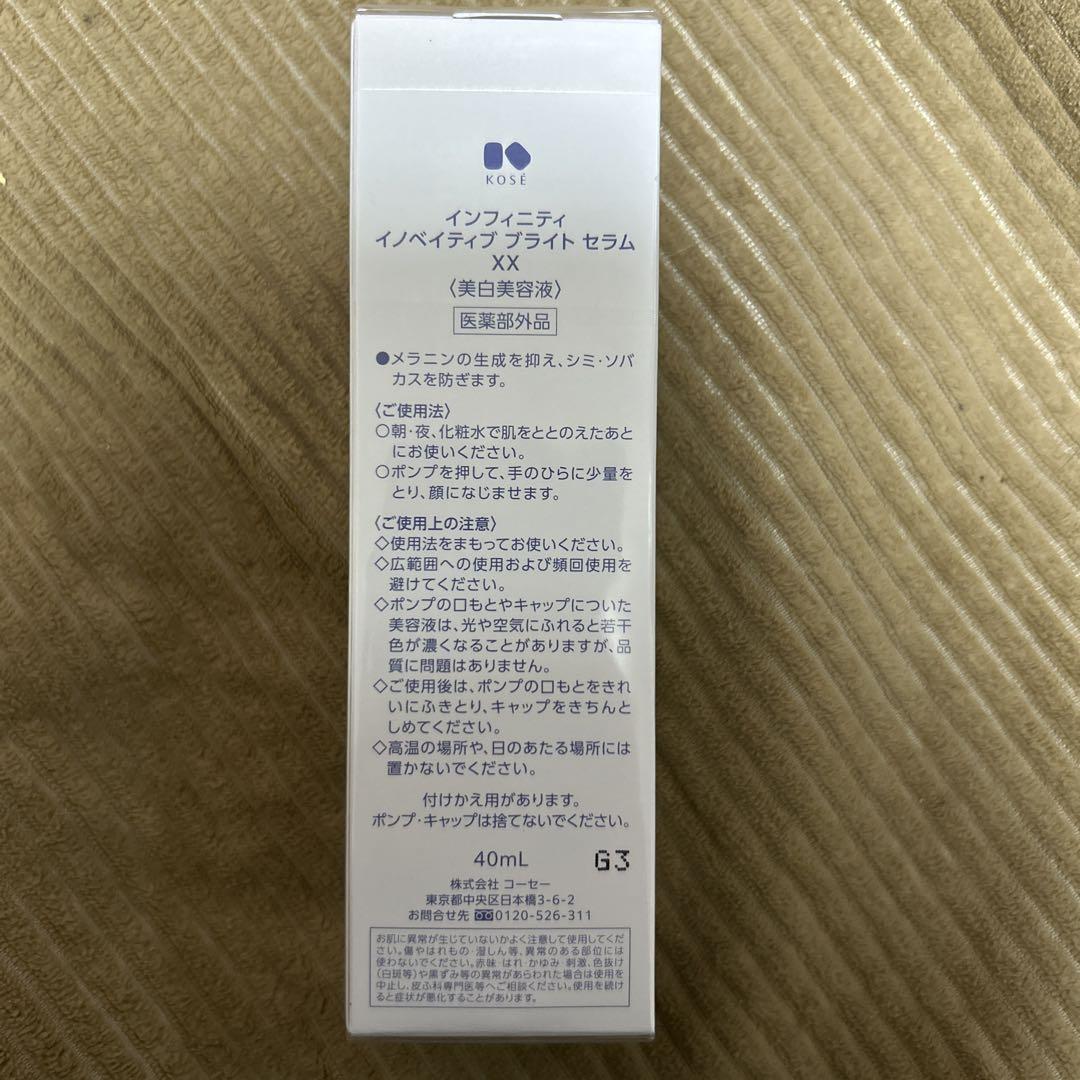 KOSÉ
インフィニティ
イノベイティブ ブライト セラム
XX
〈美白美容液〉
医薬部外品
●メラニンの生成を抑え、シミ・ソバ
カスを防ぎます。
〈ご使用法〉
○朝・夜、化粧水で肌をととのえたあと
にお使いください。
○ポンプを押して、手のひらに少量を
とり、顔になじませます。
〈ご使用上の注意〉
◇使用法をまもってお使いください。
◇広範囲への使用および頻回使用を
避けてください。
◇ポンプの口もとやキャップについた
美容液は、光や空気にふれると若干
色が濃くなることがありますが、品
質に問題はありません。
◇ご使用後は、ポンプの口もとをきれ
いにふきとり、キャップをきちんと
しめてください。
◇高温の場所や、日のあたる場所には
置かないでください。
付けかえ用があります。
ポンプ・キャップは捨てないでください。
40mL G3
株式会社 コーセー
東京都中央区日本橋3-6-2
お問合せ先 0120-526-311
お肌に異常が生じていないかよく注意して使用してくだ
さい。傷やはれもの・湿しん等、異常のある部位には
使わないでください。赤味・はれ・かゆみ・刺激、色抜け
(白斑等)や黒ずみ等の異常があらわれた場合は使用を
中止し、皮ふ科専門医等へご相談ください。使用を続け
ると症状が悪化することがあります。